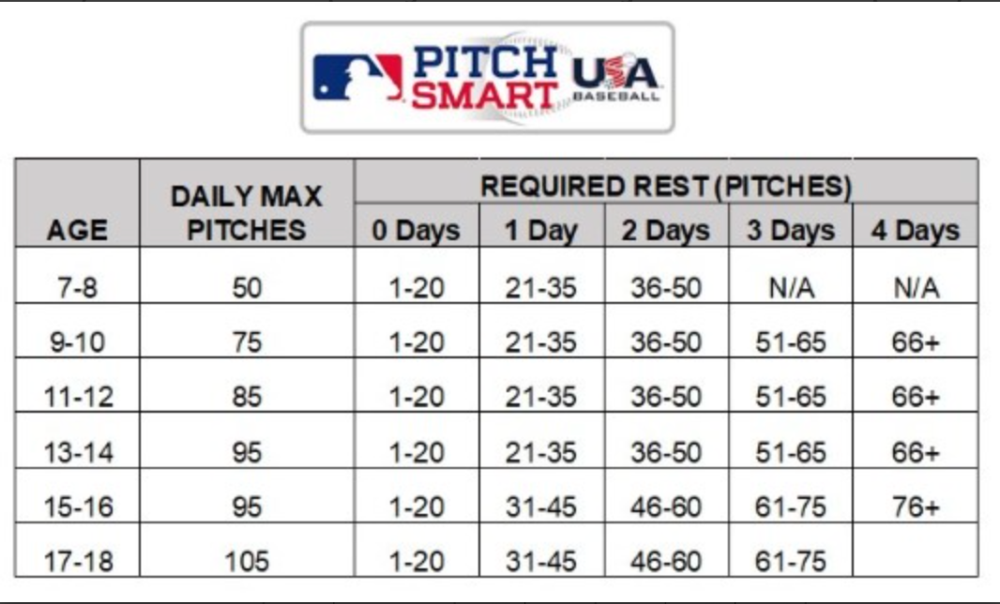 PITCH
SMART
USA
BASEBALL
AGE DAILY MAX PITCHES REQUIRED REST (PITCHES)
0 Days 1 Day 2 Days 3 Days 4 Days
7-8 50 1-20 21-35 36-50 N/A N/A
9-10 75 1-20 21-35 36-50 51-65 66+
11-12 85 1-20 21-35 36-50 51-65 66+
13-14 95 1-20 21-35 36-50 51-65 66+
15-16 95 1-20 31-45 46-60 61-75 76+
17-18 105 1-20 31-45 46-60 61-75